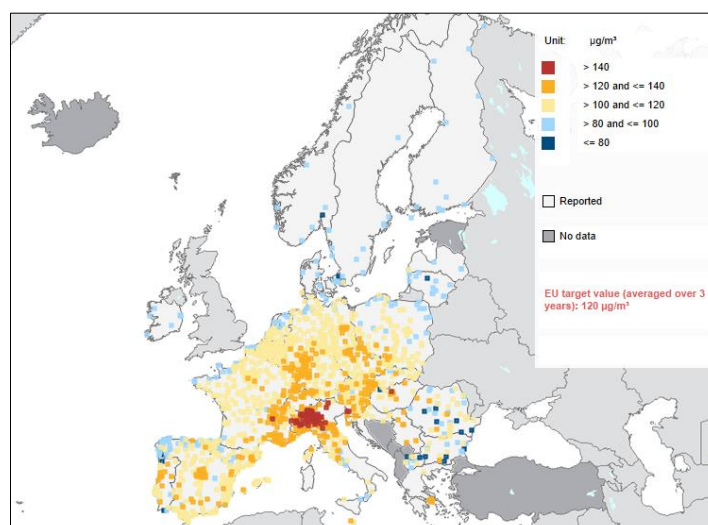 Unit: µg/m³
> 140
> 120 and <= 140
> 100 and <= 120
> 80 and <= 100
<= 80
Reported
No data
EU target value (averaged over 3
years): 120 µg/m³